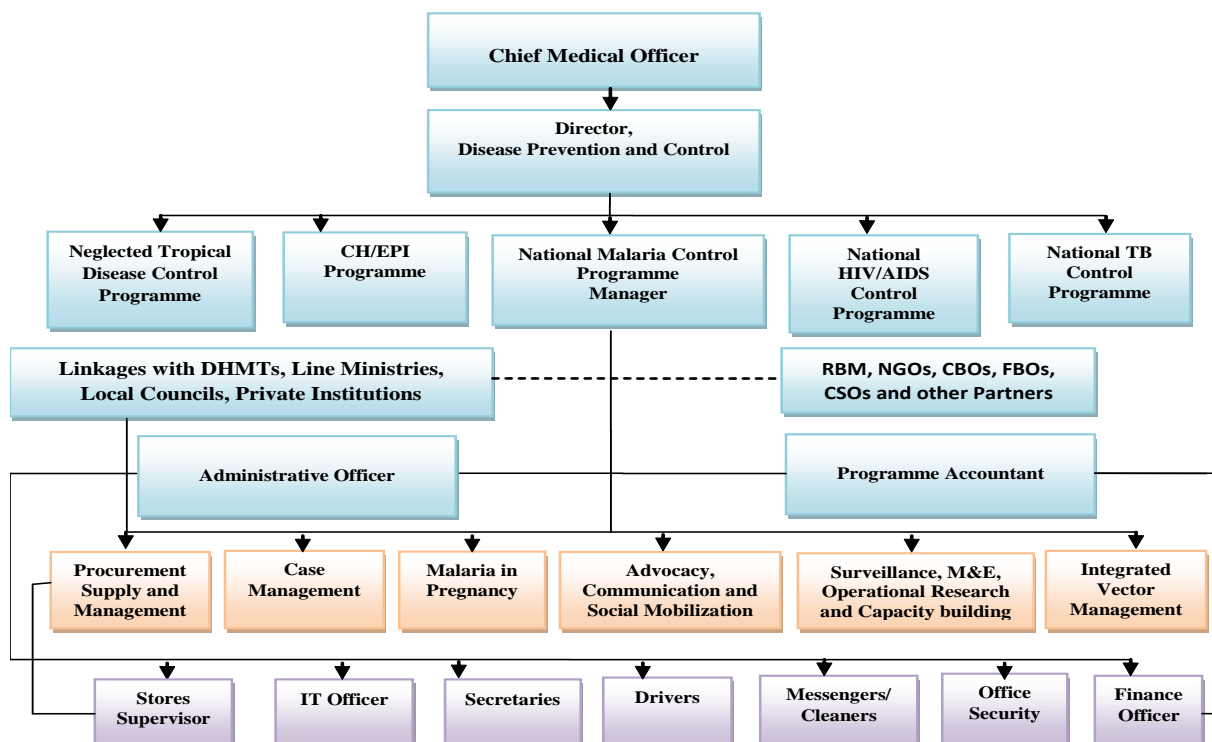 Chief Medical Officer
Director,
Disease Prevention and Control
Neglected Tropical
Disease Control
Programme
CH/EPI
Programme
National Malaria Control
Programme
Manager
National
HIV/AIDS
Control
Programme
National TB
Control
Programme
Linkages with DHMTs, Line Ministries,
Local Councils, Private Institutions
RBM, NGOs, CBOs, FBOs,
CSOs and other Partners
Administrative Officer
Programme Accountant
Procurement
Supply and
Management
Case
Management
Malaria in
Pregnancy
Advocacy,
Communication and
Social Mobilization
Surveillance, M&E,
Operational Research
and Capacity building
Integrated
Vector
Management
Stores
Supervisor
IT Officer
Secretaries
Drivers
Messengers/
Cleaners
Office
Security
Finance
Officer